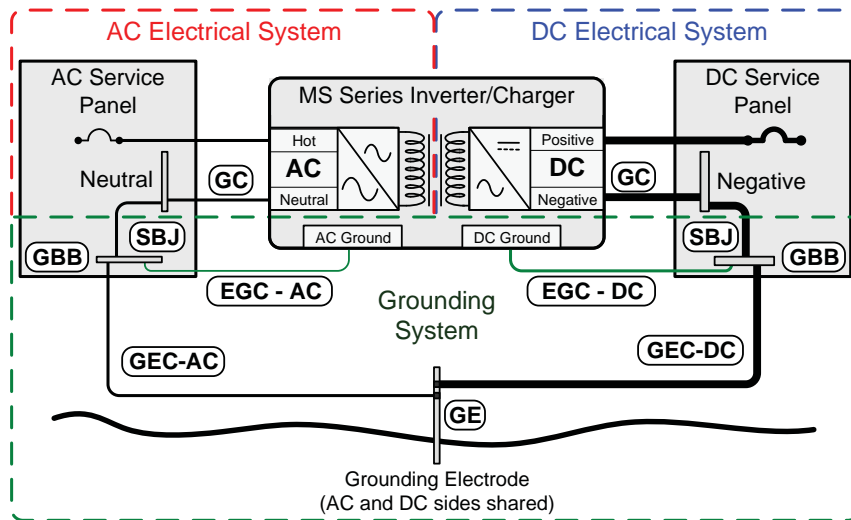 AC Electrical System
DC Electrical System
AC Service
Panel
MS Series Inverter/Charger
DC Service
Panel
Hot
AC
Neutral
Positive
DC
Negative
Neutral
GC
GC
Negative
SBJ
SBJ
GBB
GBB
AC Ground
DC Ground
EGC - AC
EGC - DC
Grounding
System
GEC-AC
GEC-DC
GE
Grounding Electrode
(AC and DC sides shared)